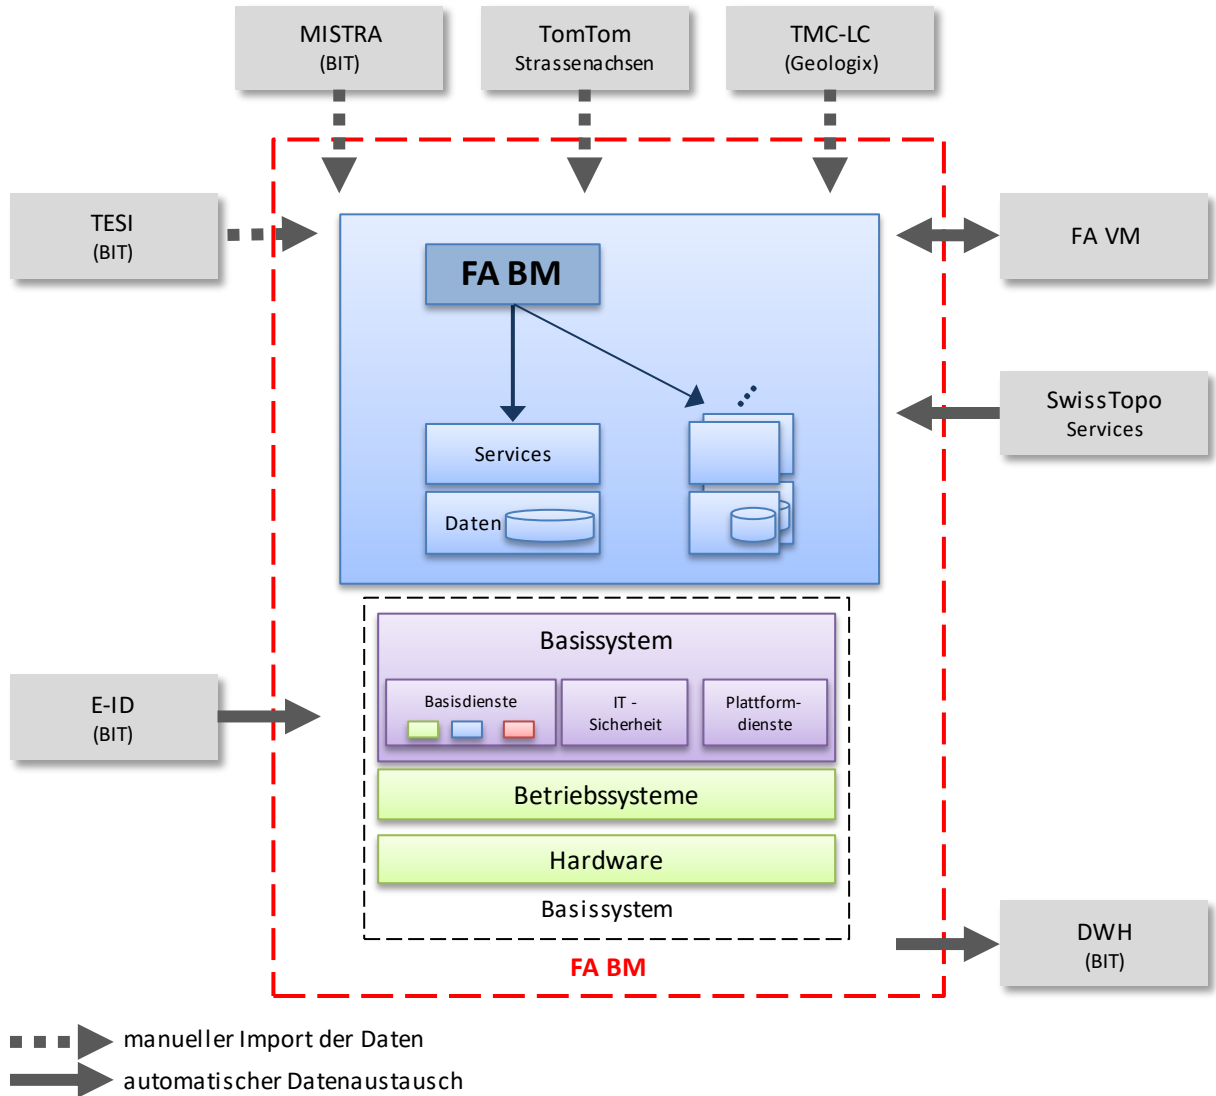 MISTRA
(BIT)
TomTom
Strassenachsen
TMC-LC
(Geologix)
TESI
(BIT)
FA VM
FA BM
SwissTopo
Services
Services
Daten
Basissystem
Basisdienste
IT -
Sicherheit
Plattform-
dienste
E-ID
(BIT)
Betriebssysteme
Hardware
Basissystem
FA BM
DWH
(BIT)
manueller Import der Daten
automatischer Datenaustausch